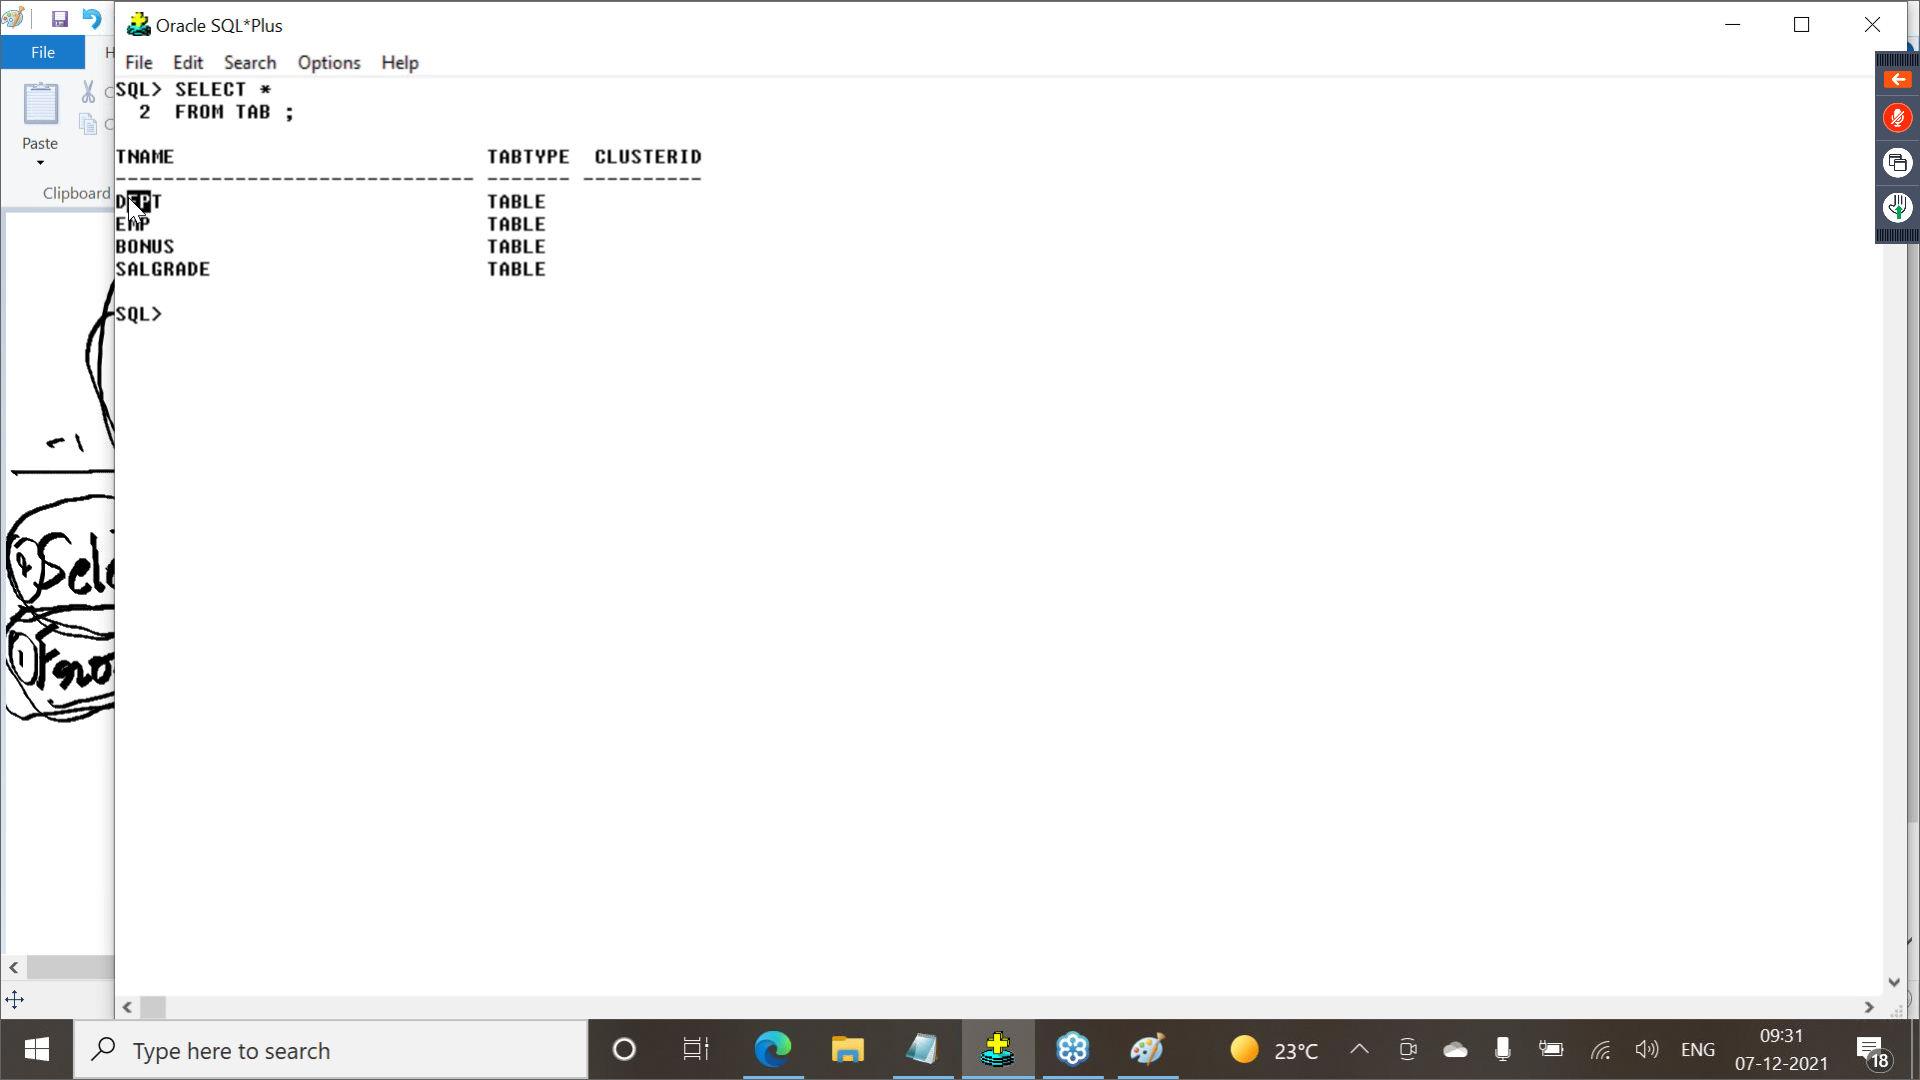 Oracle SQL*Plus
File
File Edit Search Options Help
SQL> SELECT *
2 FROM TAB ;
Paste
Clipboard
TNAME TABTYPE CLUSTERID
------------------------------ ------- ----------
DEPT TABLE
EMP TABLE
BONUS TABLE
SALGRADE TABLE
SQL>
Type here to search
23°C
ENG
09:31
07-12-2021
18